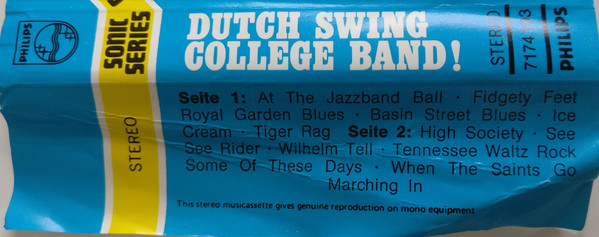 PHILIPS
SONIC SERIES
STEREO
DUTCH SWING
COLLEGE BAND!
STEREO
PHILIPS
Seite 1: At The Jazzband Ball · Fidgety Feet
Royal Garden Blues · Basin Street Blues · Ice
Cream · Tiger Rag Seite 2: High Society · See
See Rider · Wilhelm Tell · Tennessee Waltz Rock
Some Of These Days · When The Saints Go
Marching In
This stereo musicassette gives genuine reproduction on mono equipment